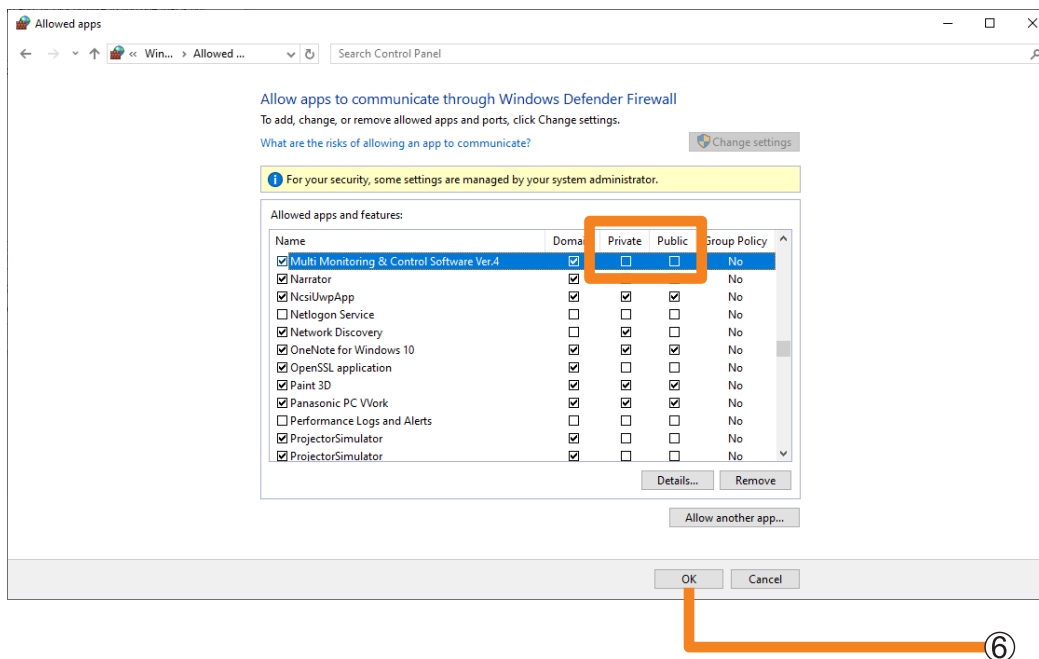 Allowed apps
« Win... › Allowed ...
Search Control Panel
Allow apps to communicate through Windows Defender Firewall
To add, change, or remove allowed apps and ports, click Change settings.
What are the risks of allowing an app to communicate?
Change settings
For your security, some settings are managed by your system administrator.
Allowed apps and features:
Name Domai Private Public Group Policy
Multi Monitoring & Control Software Ver.4 No
Narrator No
NcsiUwpApp No
Netlogon Service No
Network Discovery No
OneNote for Windows 10 No
OpenSSL application No
Paint 3D No
Panasonic PC VVork No
Performance Logs and Alerts No
ProjectorSimulator No
ProjectorSimulator No
Details... Remove
Allow another app...
OK Cancel
⑥